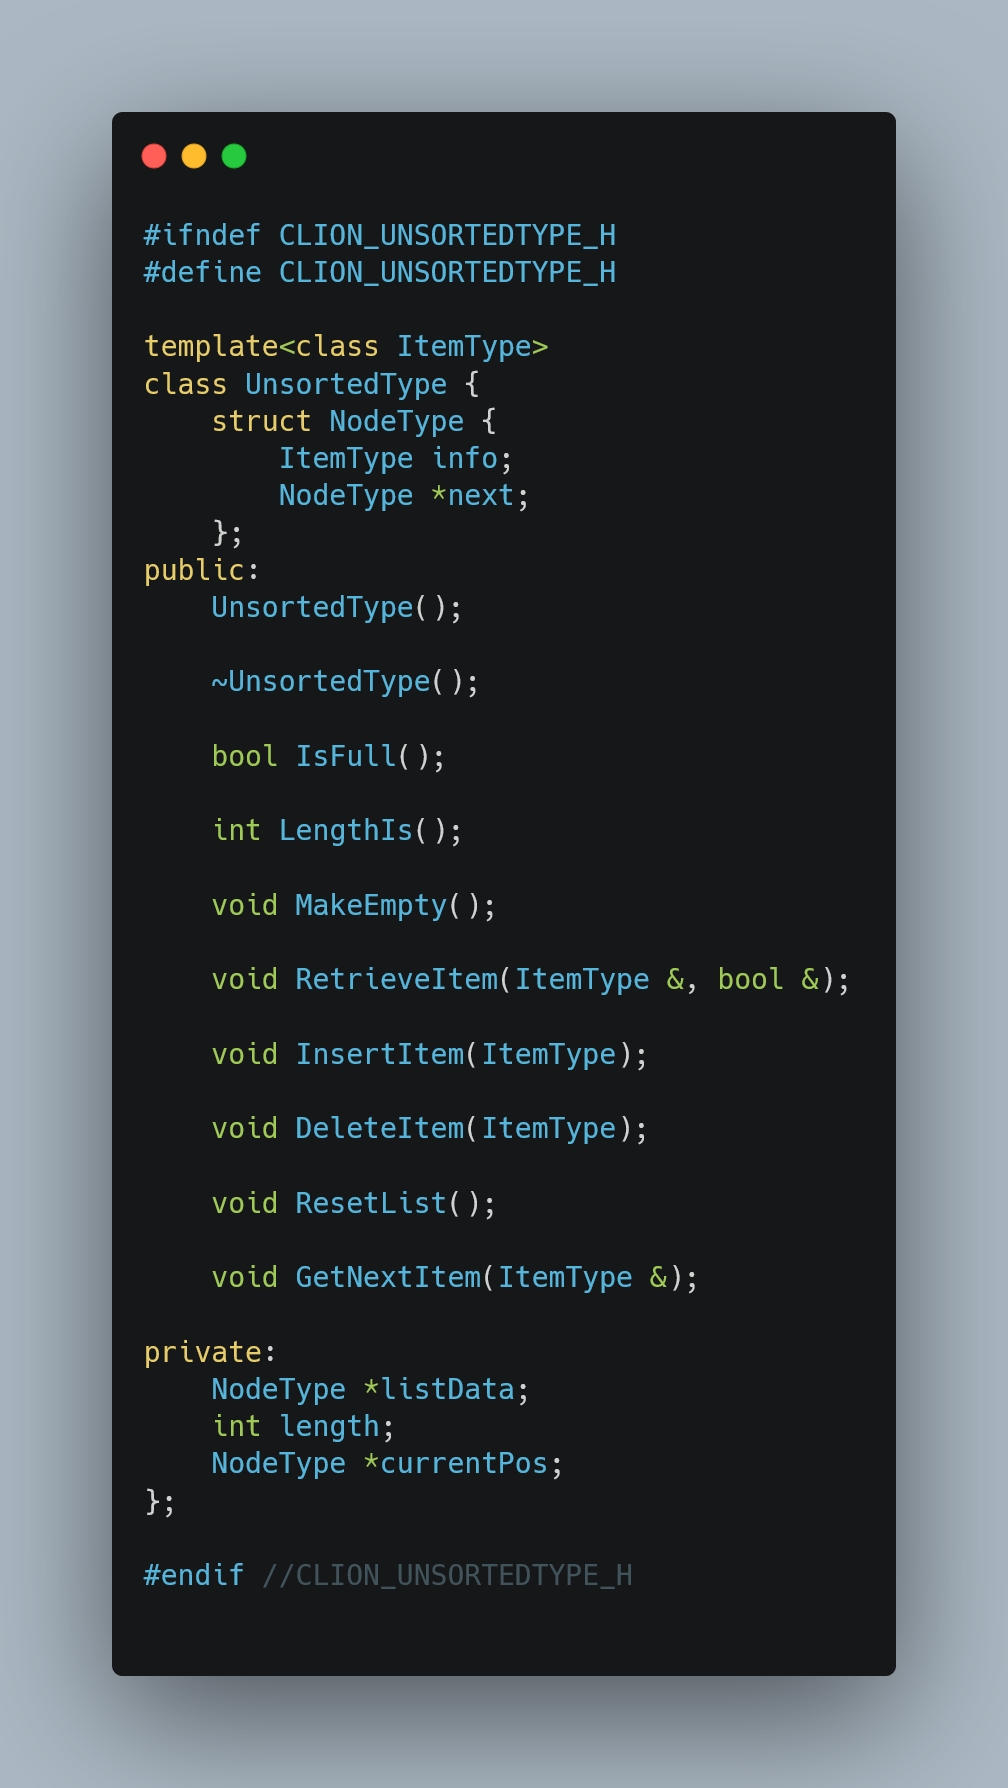 #ifndef CLION_UNSORTEDTYPE_H
#define CLION_UNSORTEDTYPE_H

template<class ItemType>
class UnsortedType {
    struct NodeType {
        ItemType info;
        NodeType *next;
    };
public:
    UnsortedType();

    ~UnsortedType();

    bool IsFull();

    int LengthIs();

    void MakeEmpty();

    void RetrieveItem(ItemType &, bool &);

    void InsertItem(ItemType);

    void DeleteItem(ItemType);

    void ResetList();

    void GetNextItem(ItemType &);

private:
    NodeType *listData;
    int length;
    NodeType *currentPos;
};

#endif //CLION_UNSORTEDTYPE_H